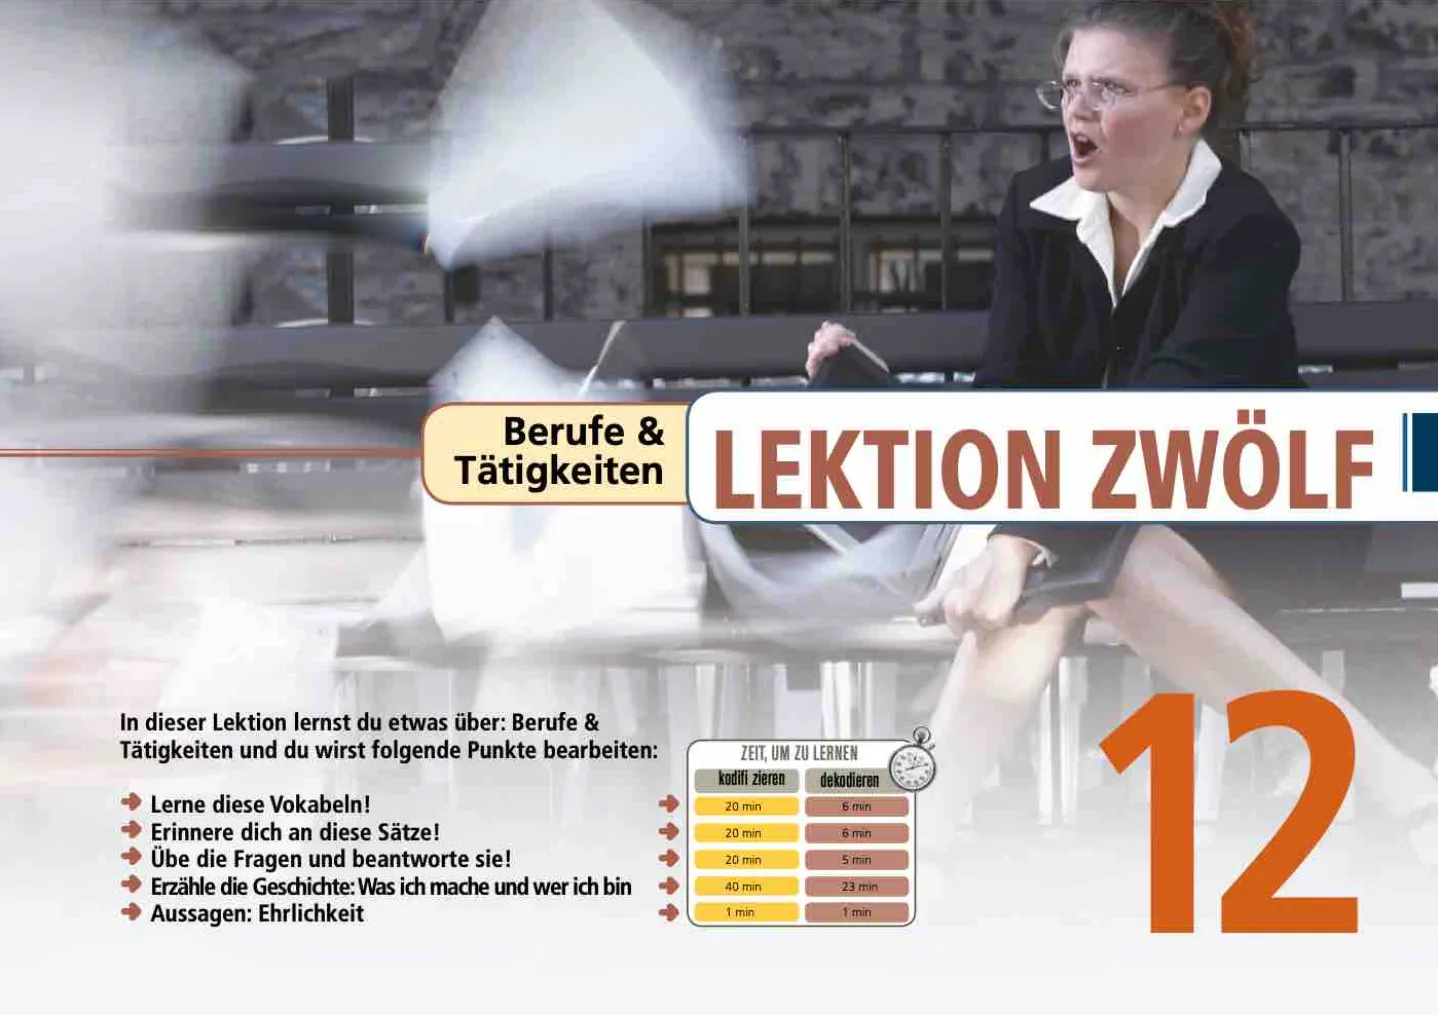 Berufe &
Tätigkeiten
LEKTION ZWÖLF
In dieser Lektion lernst du etwas über: Berufe &
Tätigkeiten und du wirst folgende Punkte bearbeiten:
Lerne diese Vokabeln!
Erinnere dich an diese Sätze!
Übe die Fragen und beantworte sie!
Erzähle die Geschichte: Was ich mache und wer ich bin
Aussagen: Ehrlichkeit
ZEIT, UM ZU LERNEN
kodifi zieren dekodieren
20 min 6 min
20 min 6 min
20 min 5 min
40 min 23 min
1 min 1 min
12